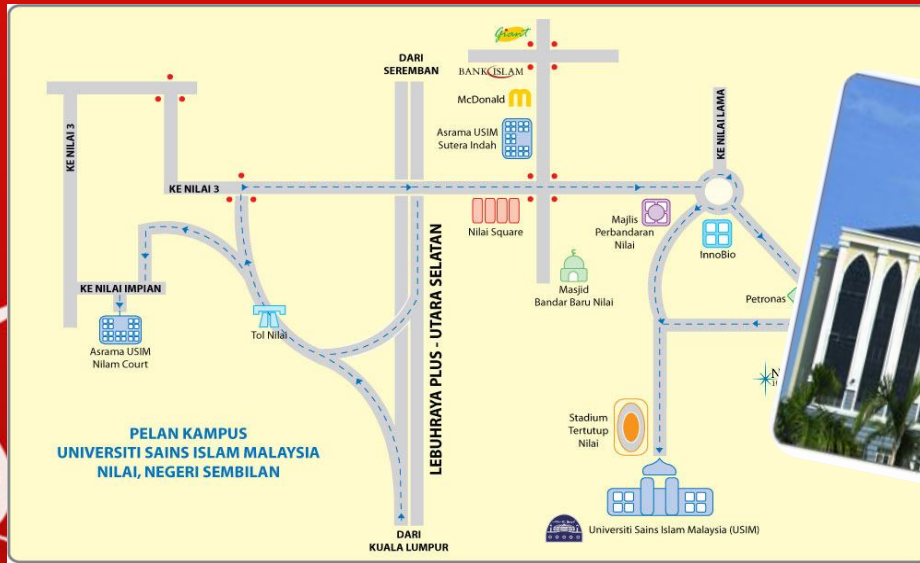 giant
DARI
SEREMBAN
BANK ISLAM
McDonald
Asrama USIM
Sutera Indah
KE NILAI 3
KE NILAI LAMA
KE NILAI 3
Nilai Square
Majlis
Perbandaran
Nilai
InnoBio
Masjid
Bandar Baru Nilai
Petronas
KE NILAI IMPIAN
Tol Nilai
Asrama USIM
Nilam Court
LEBUHRAYA PLUS - UTARA SELATAN
N
Stadium
Tertutup
Nilai
PELAN KAMPUS
UNIVERSITI SAINS ISLAM MALAYSIA
NILAI, NEGERI SEMBILAN
Universiti Sains Islam Malaysia (USIM)
DARI
KUALA LUMPUR